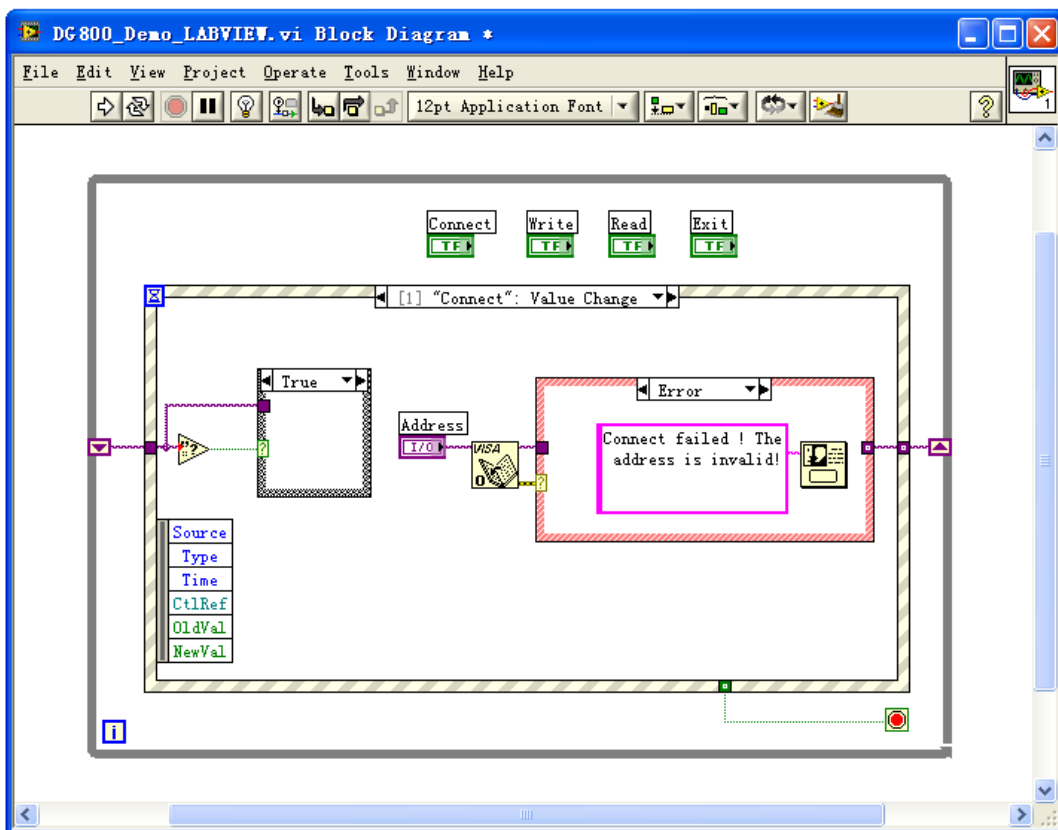 DG800_Demo_LABVIEW.vi Block Diagram *
File Edit View Project Operate Tools Window Help
12pt Application Font
1
Connect Write Read Exit
TF TF TF TF
[1] "Connect": Value Change
True
Error
Address
I/O
VISA
Connect failed ! The
address is invalid!
"?
?
?
Source
Type
Time
CtlRef
OldVal
NewVal
i